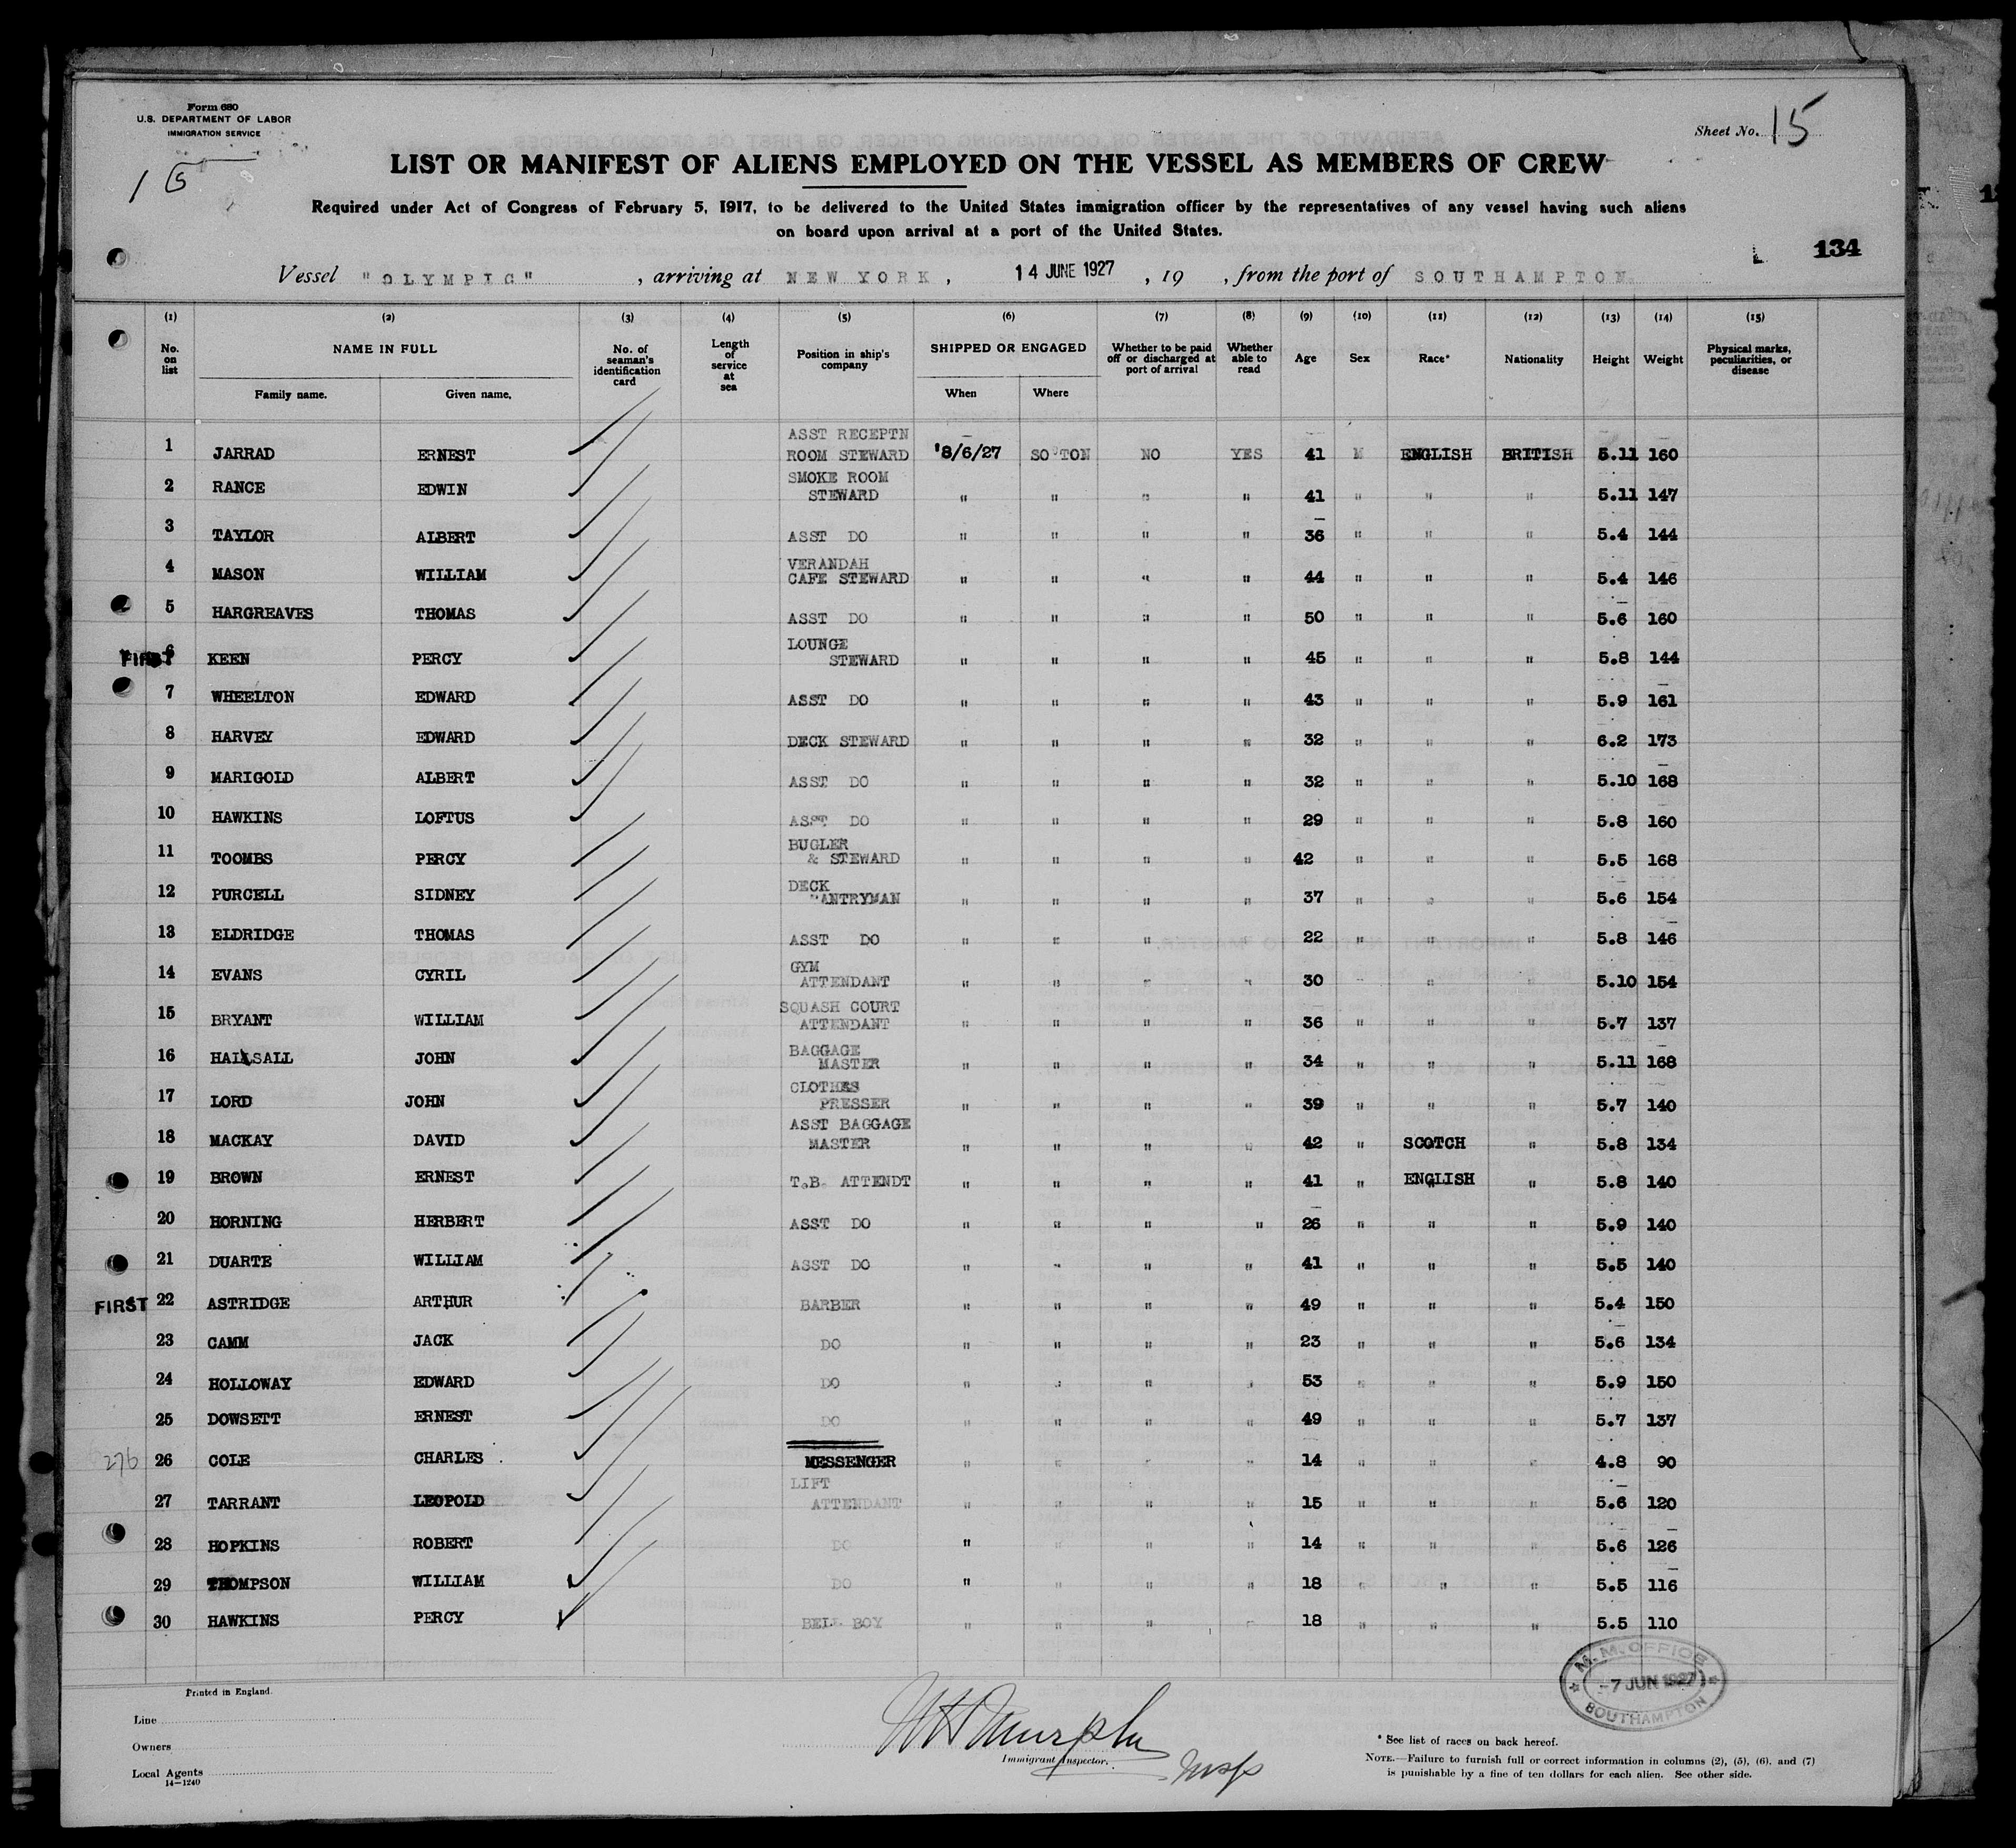 Form 680
U.S. DEPARTMENT OF LABOR
IMMIGRATION SERVICE
15
Sheet No. 15
LIST OR MANIFEST OF ALIENS EMPLOYED ON THE VESSEL AS MEMBERS OF CREW
Required under Act of Congress of February 5, 1917, to be delivered to the United States immigration officer by the representatives of any vessel having such aliens
on board upon arrival at a port of the United States.
L 134
Vessel "OLYMPIC" , arriving at NEW YORK, 14 JUNE 1927 , 19 , from the port of SOUTHAMPTON.
(1) (2) (3) (4) (5) (6) (7) (8) (9) (10) (11) (12) (13) (14) (15)
No. on list NAME IN FULL No. of seaman's identification card Length of service at sea Position in ship's company SHIPPED OR ENGAGED Whether to be paid off or discharged at port of arrival Whether able to read Age Sex Race* Nationality Height Weight Physical marks, peculiarities, or disease
Family name. Given name. When Where
1 JARRAD ERNEST ASST RECEPTN ROOM STEWARD '8/6/27 SO'TON NO YES 41 M ENGLISH BRITISH 5.11 160
2 RANCE EDWIN SMOKE ROOM STEWARD " " " " 41 " " " 5.11 147
3 TAYLOR ALBERT ASST DO " " " " 36 " " " 5.4 144
4 MASON WILLIAM VERANDAH CAFE STEWARD " " " " 44 " " " 5.4 146
5 HARGREAVES THOMAS ASST DO " " " " 50 " " " 5.6 160
FIRST 6 KEEN PERCY LOUNGE STEWARD " " " " 45 " " " 5.8 144
7 WHEELTON EDWARD ASST DO " " " " 43 " " " 5.9 161
8 HARVEY EDWARD DECK STEWARD " " " " 32 " " " 6.2 173
9 MARIGOLD ALBERT ASST DO " " " " 32 " " " 5.10 168
10 HAWKINS LOFTUS ASST DO " " " " 29 " " " 5.8 160
11 TOOMBS PERCY BUGLER & STEWARD " " " " 42 " " " 5.5 168
12 PURCELL SIDNEY DECK "ANTRYMAN " " " " 37 " " " 5.6 154
13 ELDRIDGE THOMAS ASST DO " " " " 22 " " " 5.8 146
14 EVANS CYRIL GYM ATTENDANT " " " " 30 " " " 5.10 154
15 BRYANT WILLIAM SQUASH COURT ATTENDANT " " " " 36 " " " 5.7 137
16 HALLSALL JOHN BAGGAGE MASTER " " " " 34 " " " 5.11 168
17 LORD JOHN CLOTHES PRESSER " " " " 39 " " " 5.7 140
18 MACKAY DAVID ASST BAGGAGE MASTER " " " " 42 " SCOTCH " 5.8 134
19 BROWN ERNEST T.B. ATTENDT " " " " 41 " ENGLISH " 5.8 140
20 HORNING HERBERT ASST DO " " " " 26 " " " 5.9 140
21 DUARTE WILLIAM ASST DO " " " " 41 " " " 5.5 140
FIRST 22 ASTRIDGE ARTHUR BARBER " " " " 49 " " " 5.4 150
23 CAMM JACK DO " " " " 23 " " " 5.6 134
24 HOLLOWAY EDWARD DO " " " " 53 " " " 5.9 150
25 DOWSETT ERNEST DO " " " " 49 " " " 5.7 137
276 26 COLE CHARLES MESSENGER " " " " 14 " " " 4.8 90
27 TARRANT LEOPOLD LIFT ATTENDANT " " " " 15 " " " 5.6 120
28 HOPKINS ROBERT DO " " " " 14 " " " 5.6 126
29 THOMPSON WILLIAM DO " " " " 18 " " " 5.5 116
30 HAWKINS PERCY BELL BOY " " " " 18 " " " 5.5 110
M.M. OFFICE
-7 JUN 1927
SOUTHAMPTON
Printed in England.
Line
Owners
Local Agents
14—1240
Murphy
Immigrant Inspector.
Insp
* See list of races on back hereof.
NOTE.—Failure to furnish full or correct information in columns (2), (5), (6), and (7)
is punishable by a fine of ten dollars for each alien. See other side.